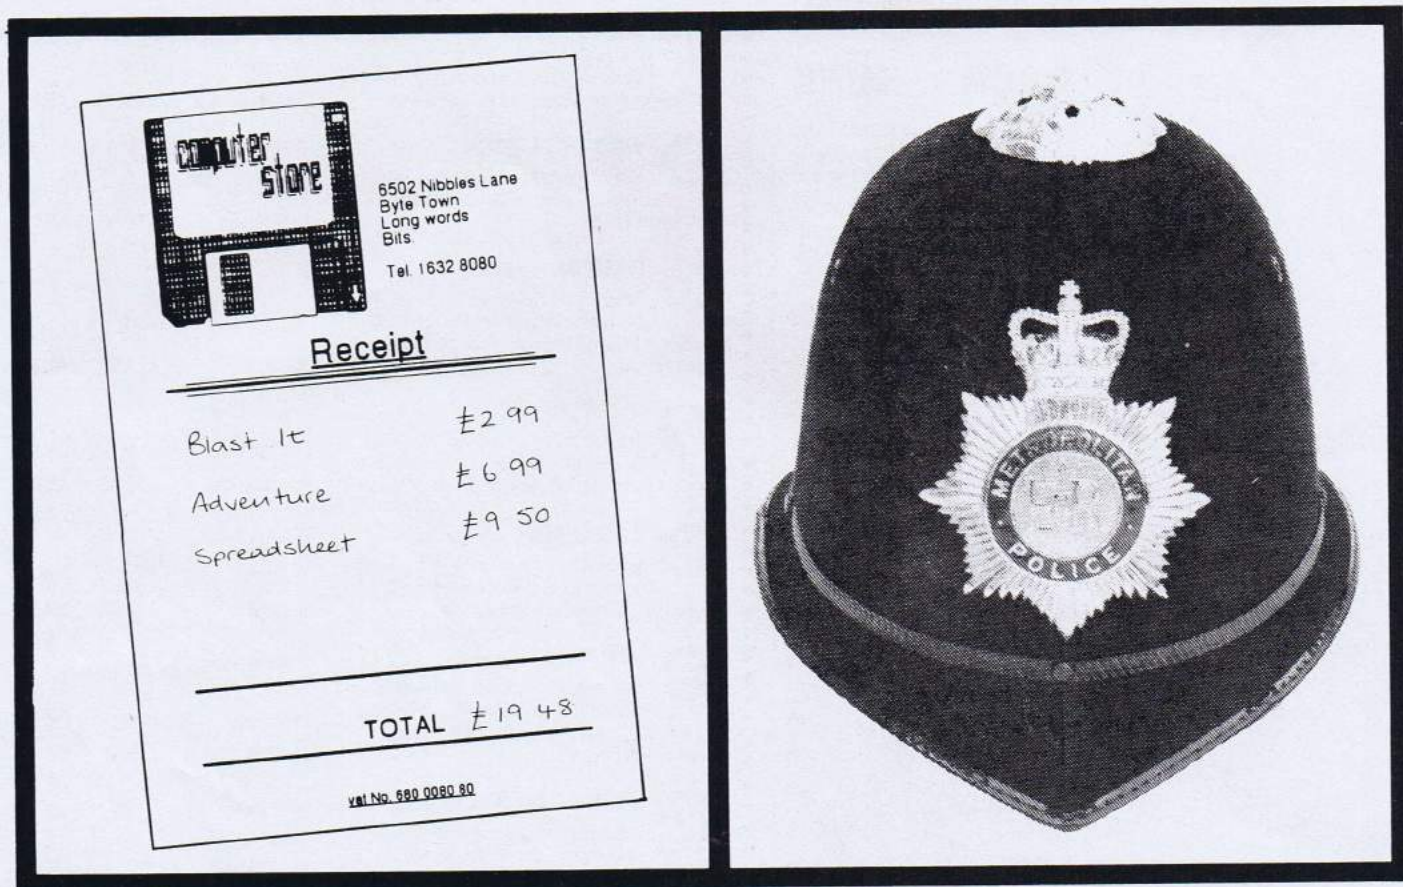 computer
store
6502 Nibbles Lane
Byte Town
Long words
Bits.
Tel. 1632 8080
Receipt
Blast It £2 99
Adventure £6 99
Spreadsheet £9 50
TOTAL £19 48
vat No. 680 0080 80
METROPOLITAN
POLICE